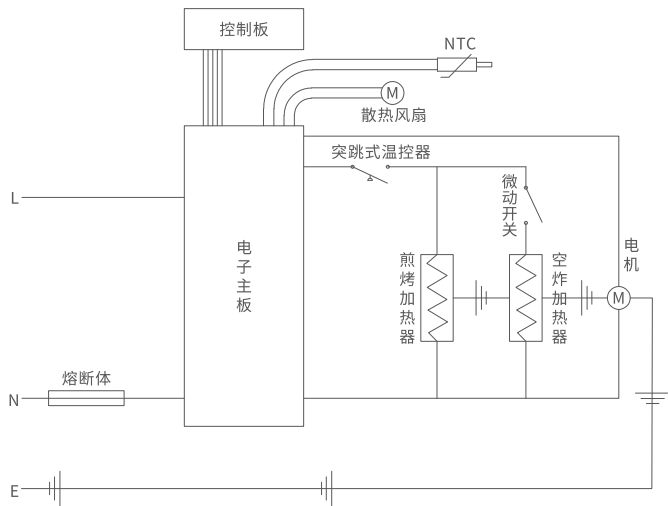 控制板
NTC
M
散热风扇
突跳式温控器
微动开关
L
电子主板
电机
煎烤加热器
空炸加热器
M
熔断体
N
E